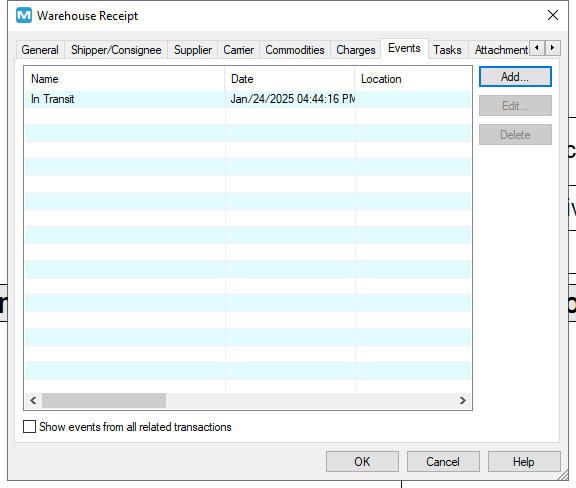 Warehouse Receipt
General Shipper/Consignee Supplier Carrier Commodities Charges Events Tasks Attachment
Name Date Location Add...
In Transit Jan/24/2025 04:44:16 PM
Edit...
Delete
Show events from all related transactions
OK Cancel Help